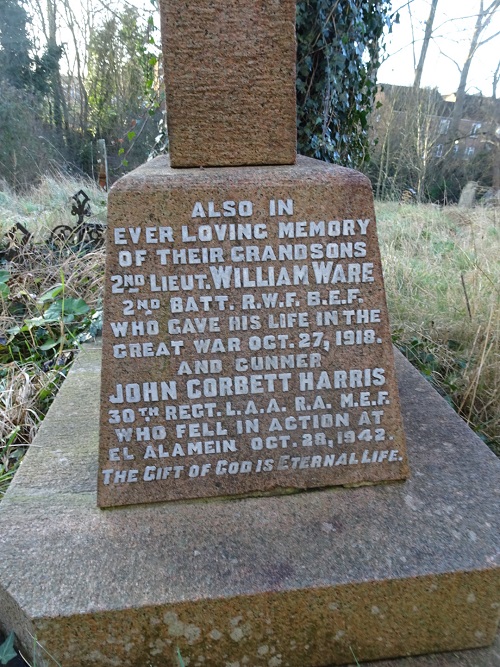 ALSO IN
EVER LOVING MEMORY
OF THEIR GRANDSONS
2ND LIEUT. WILLIAM WARE
2ND BATT. R.W.F. B.E.F.
WHO GAVE HIS LIFE IN THE
GREAT WAR OCT. 27, 1918.
AND GUNNER
JOHN CORBETT HARRIS
30TH REGT. L.A.A. R.A. M.E.F.
WHO FELL IN ACTION AT
EL ALAMEIN OCT. 28, 1942.
THE GIFT OF GOD IS ETERNAL LIFE.